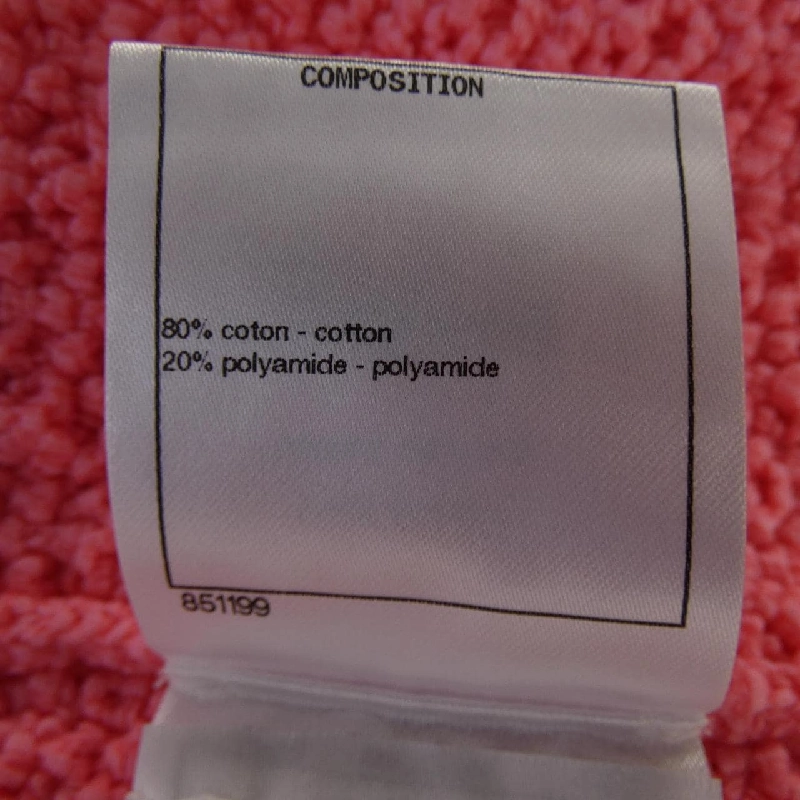 COMPOSITION
80% coton - cotton
20% polyamide - polyamide
851199